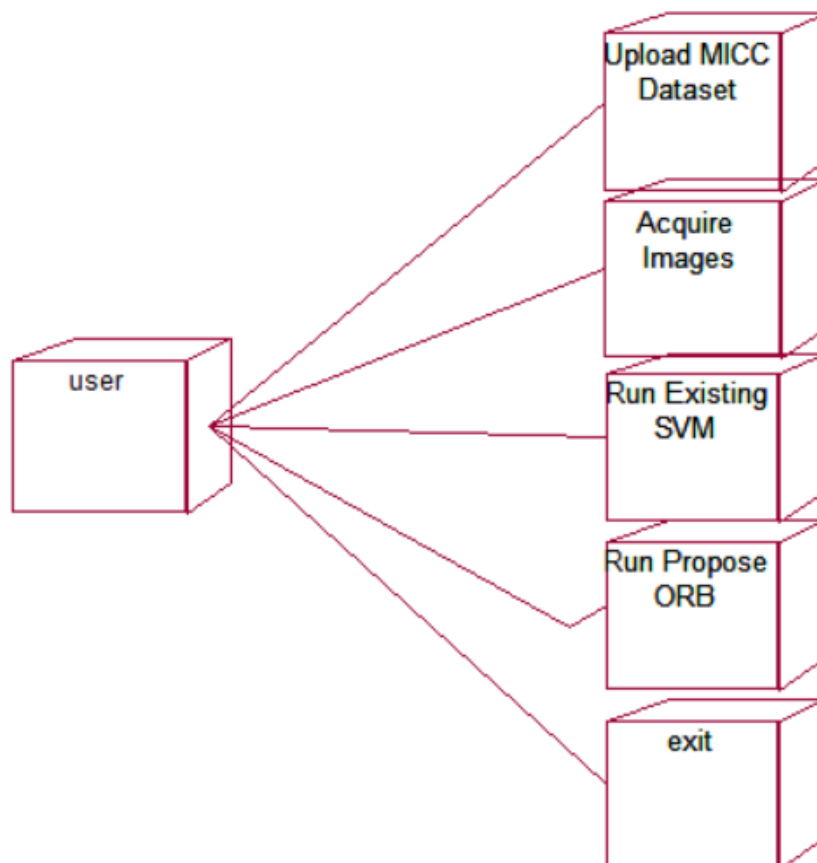 Upload MICC
Dataset
Acquire
Images
user
Run Existing
SVM
Run Propose
ORB
exit